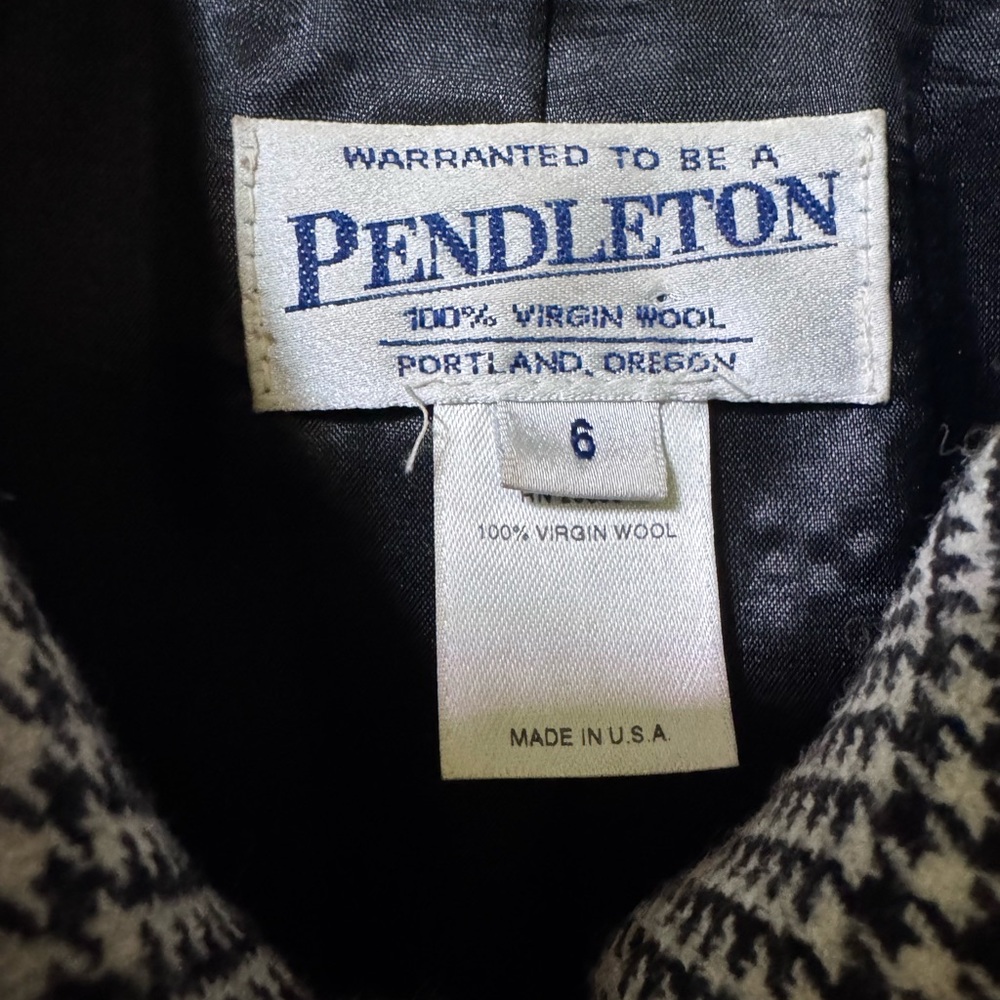 WARRANTED TO BE A
PENDLETON
100% VIRGIN WOOL
PORTLAND, OREGON
6
100% VIRGIN WOOL
MADE IN U.S.A.